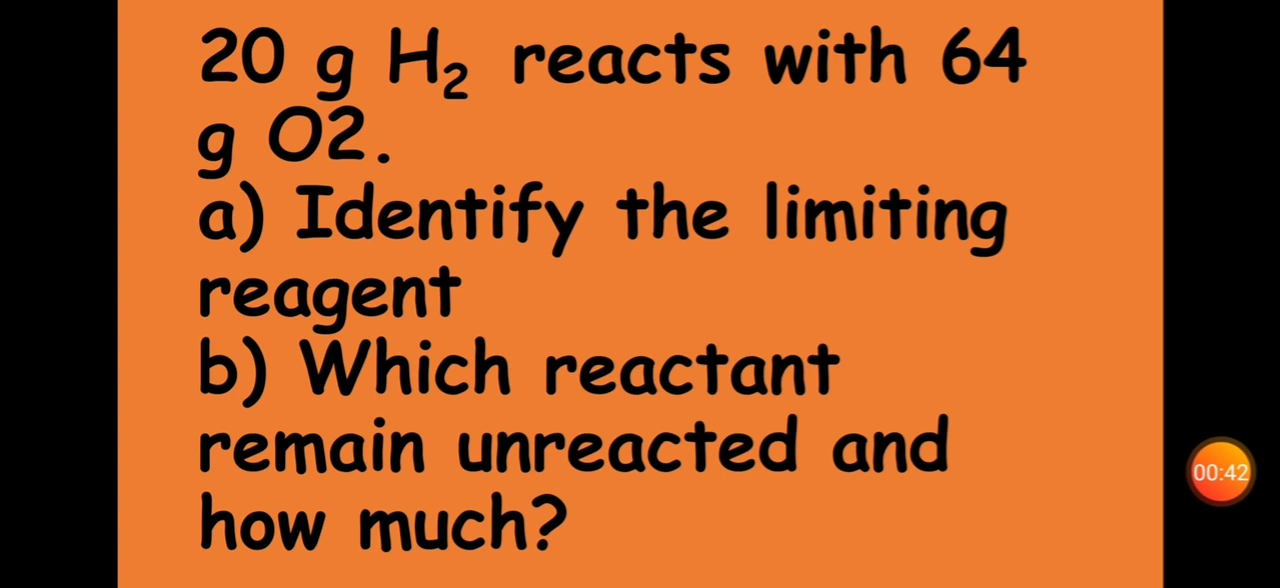 20 g H₂ reacts with 64
g O2.
a) Identify the limiting
reagent
b) Which reactant
remain unreacted and
how much?
00:42